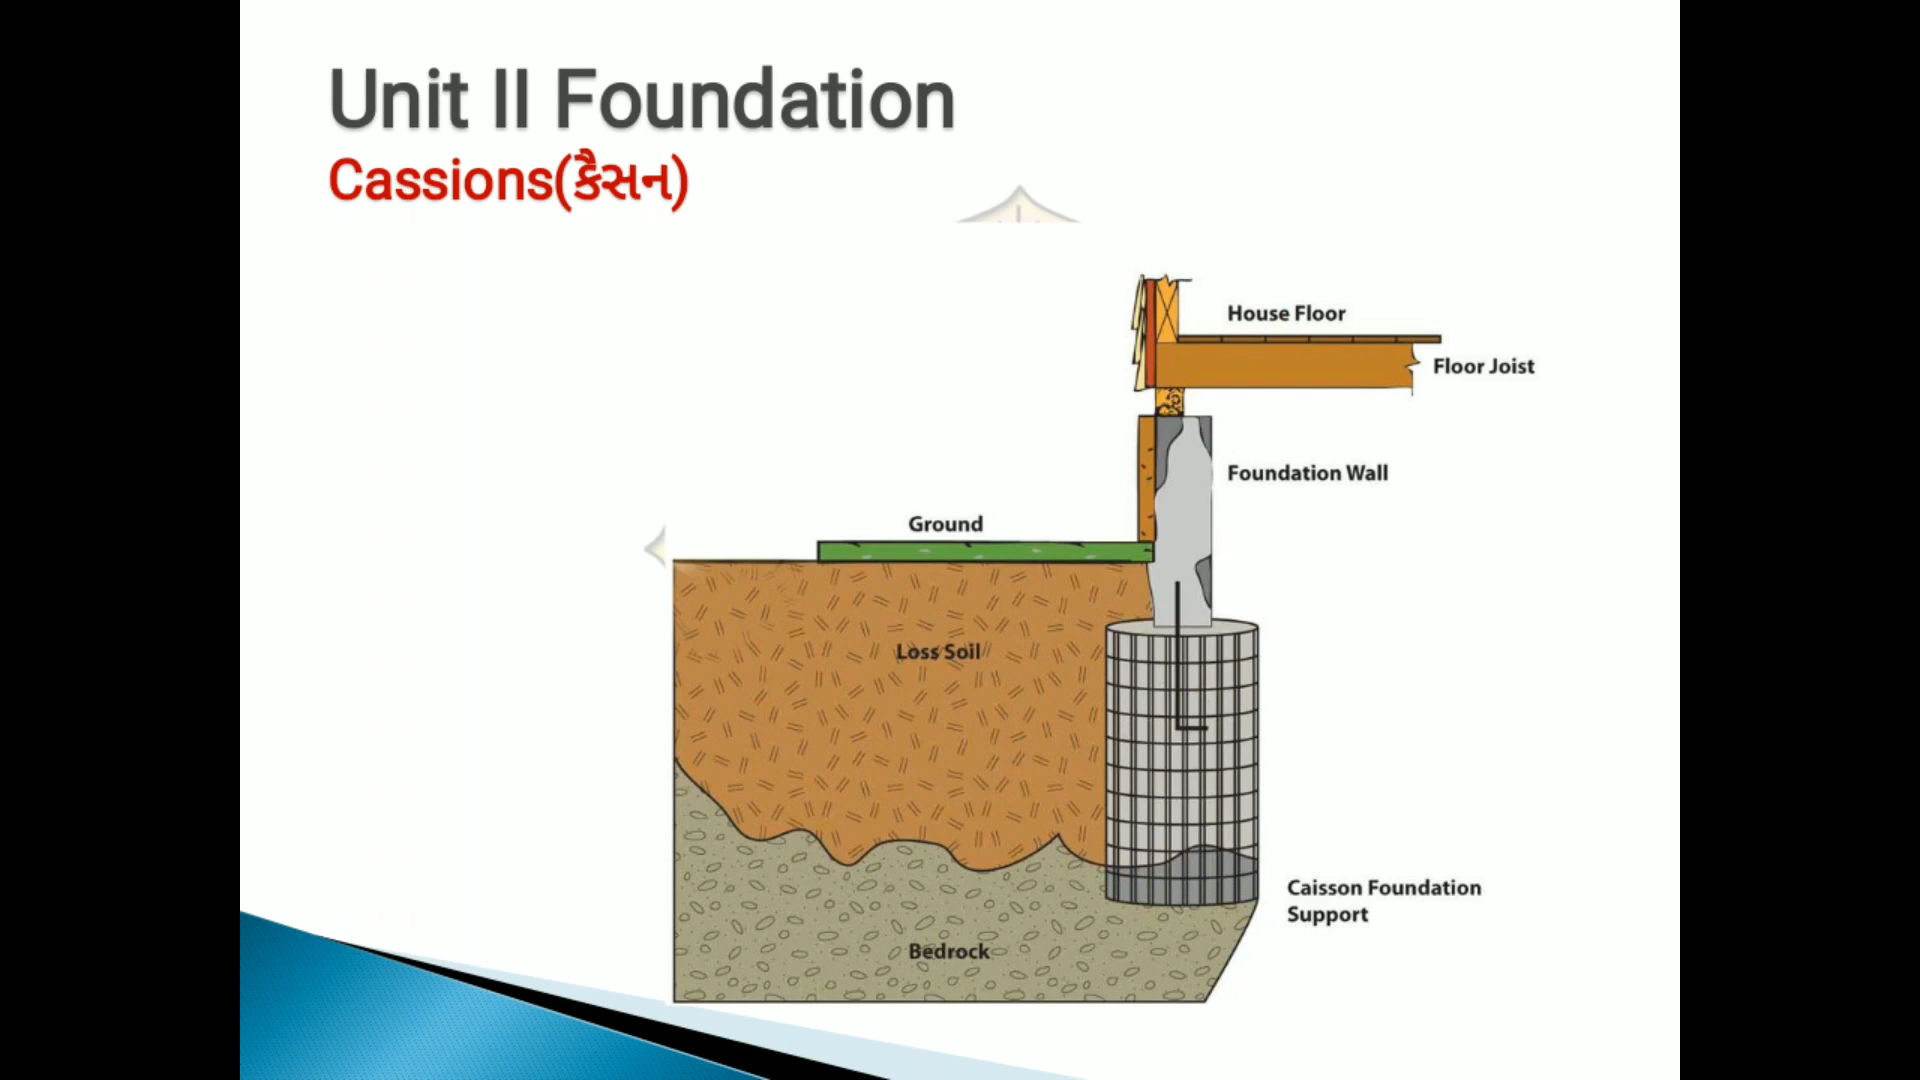 Unit II Foundation
Cassions(કૈસન)
House Floor
Floor Joist
Foundation Wall
Ground
Loss Soil
Caisson Foundation
Support
Bedrock